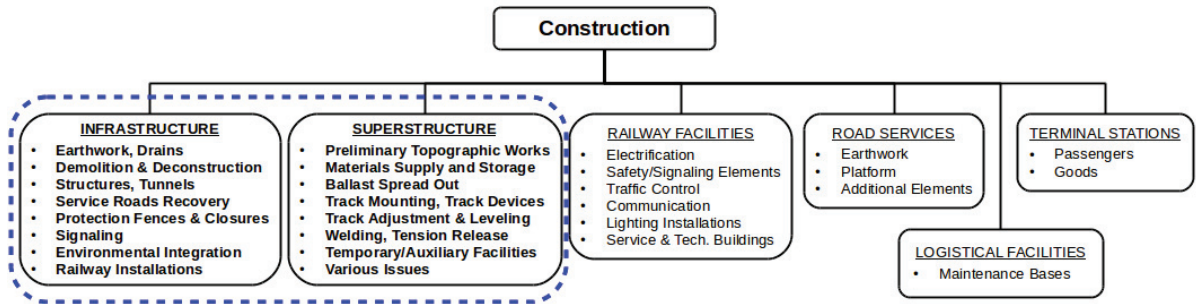 Construction
INFRASTRUCTURE
• Earthwork, Drains
• Demolition & Deconstruction
• Structures, Tunnels
• Service Roads Recovery
• Protection Fences & Closures
• Signaling
• Environmental Integration
• Railway Installations
SUPERSTRUCTURE
• Preliminary Topographic Works
• Materials Supply and Storage
• Ballast Spread Out
• Track Mounting, Track Devices
• Track Adjustment & Leveling
• Welding, Tension Release
• Temporary/Auxiliary Facilities
• Various Issues
RAILWAY FACILITIES
• Electrification
• Safety/Signaling Elements
• Traffic Control
• Communication
• Lighting Installations
• Service & Tech. Buildings
ROAD SERVICES
• Earthwork
• Platform
• Additional Elements
LOGISTICAL FACILITIES
• Maintenance Bases
TERMINAL STATIONS
• Passengers
• Goods